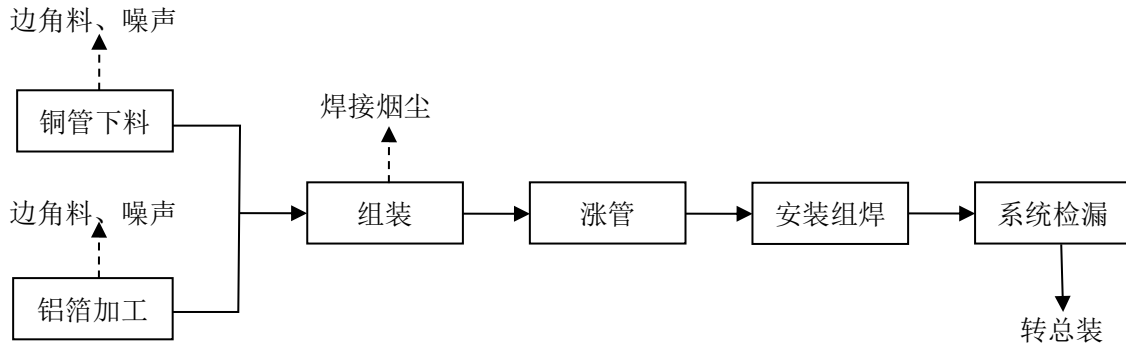 边角料、噪声
铜管下料
焊接烟尘
边角料、噪声
组装
涨管
安装组焊
系统检漏
铝箔加工
转总装